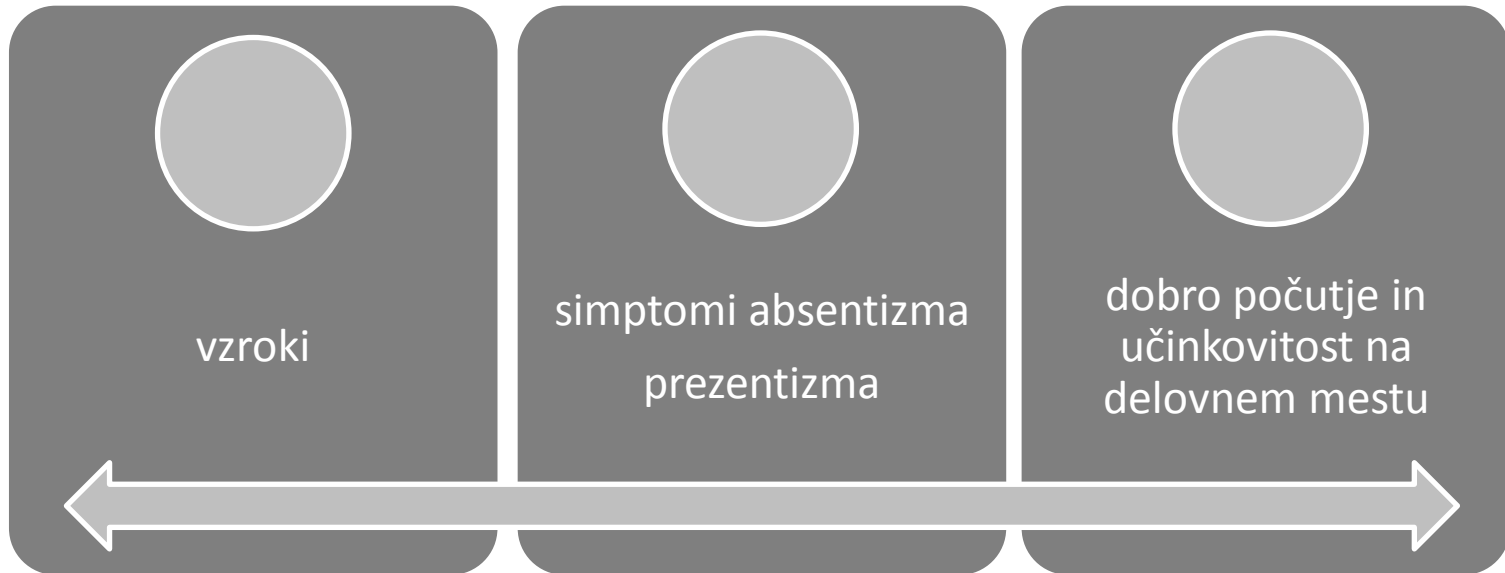 vzroki
simptomi absentizma
prezentizma
dobro počutje in
učinkovitost na
delovnem mestu